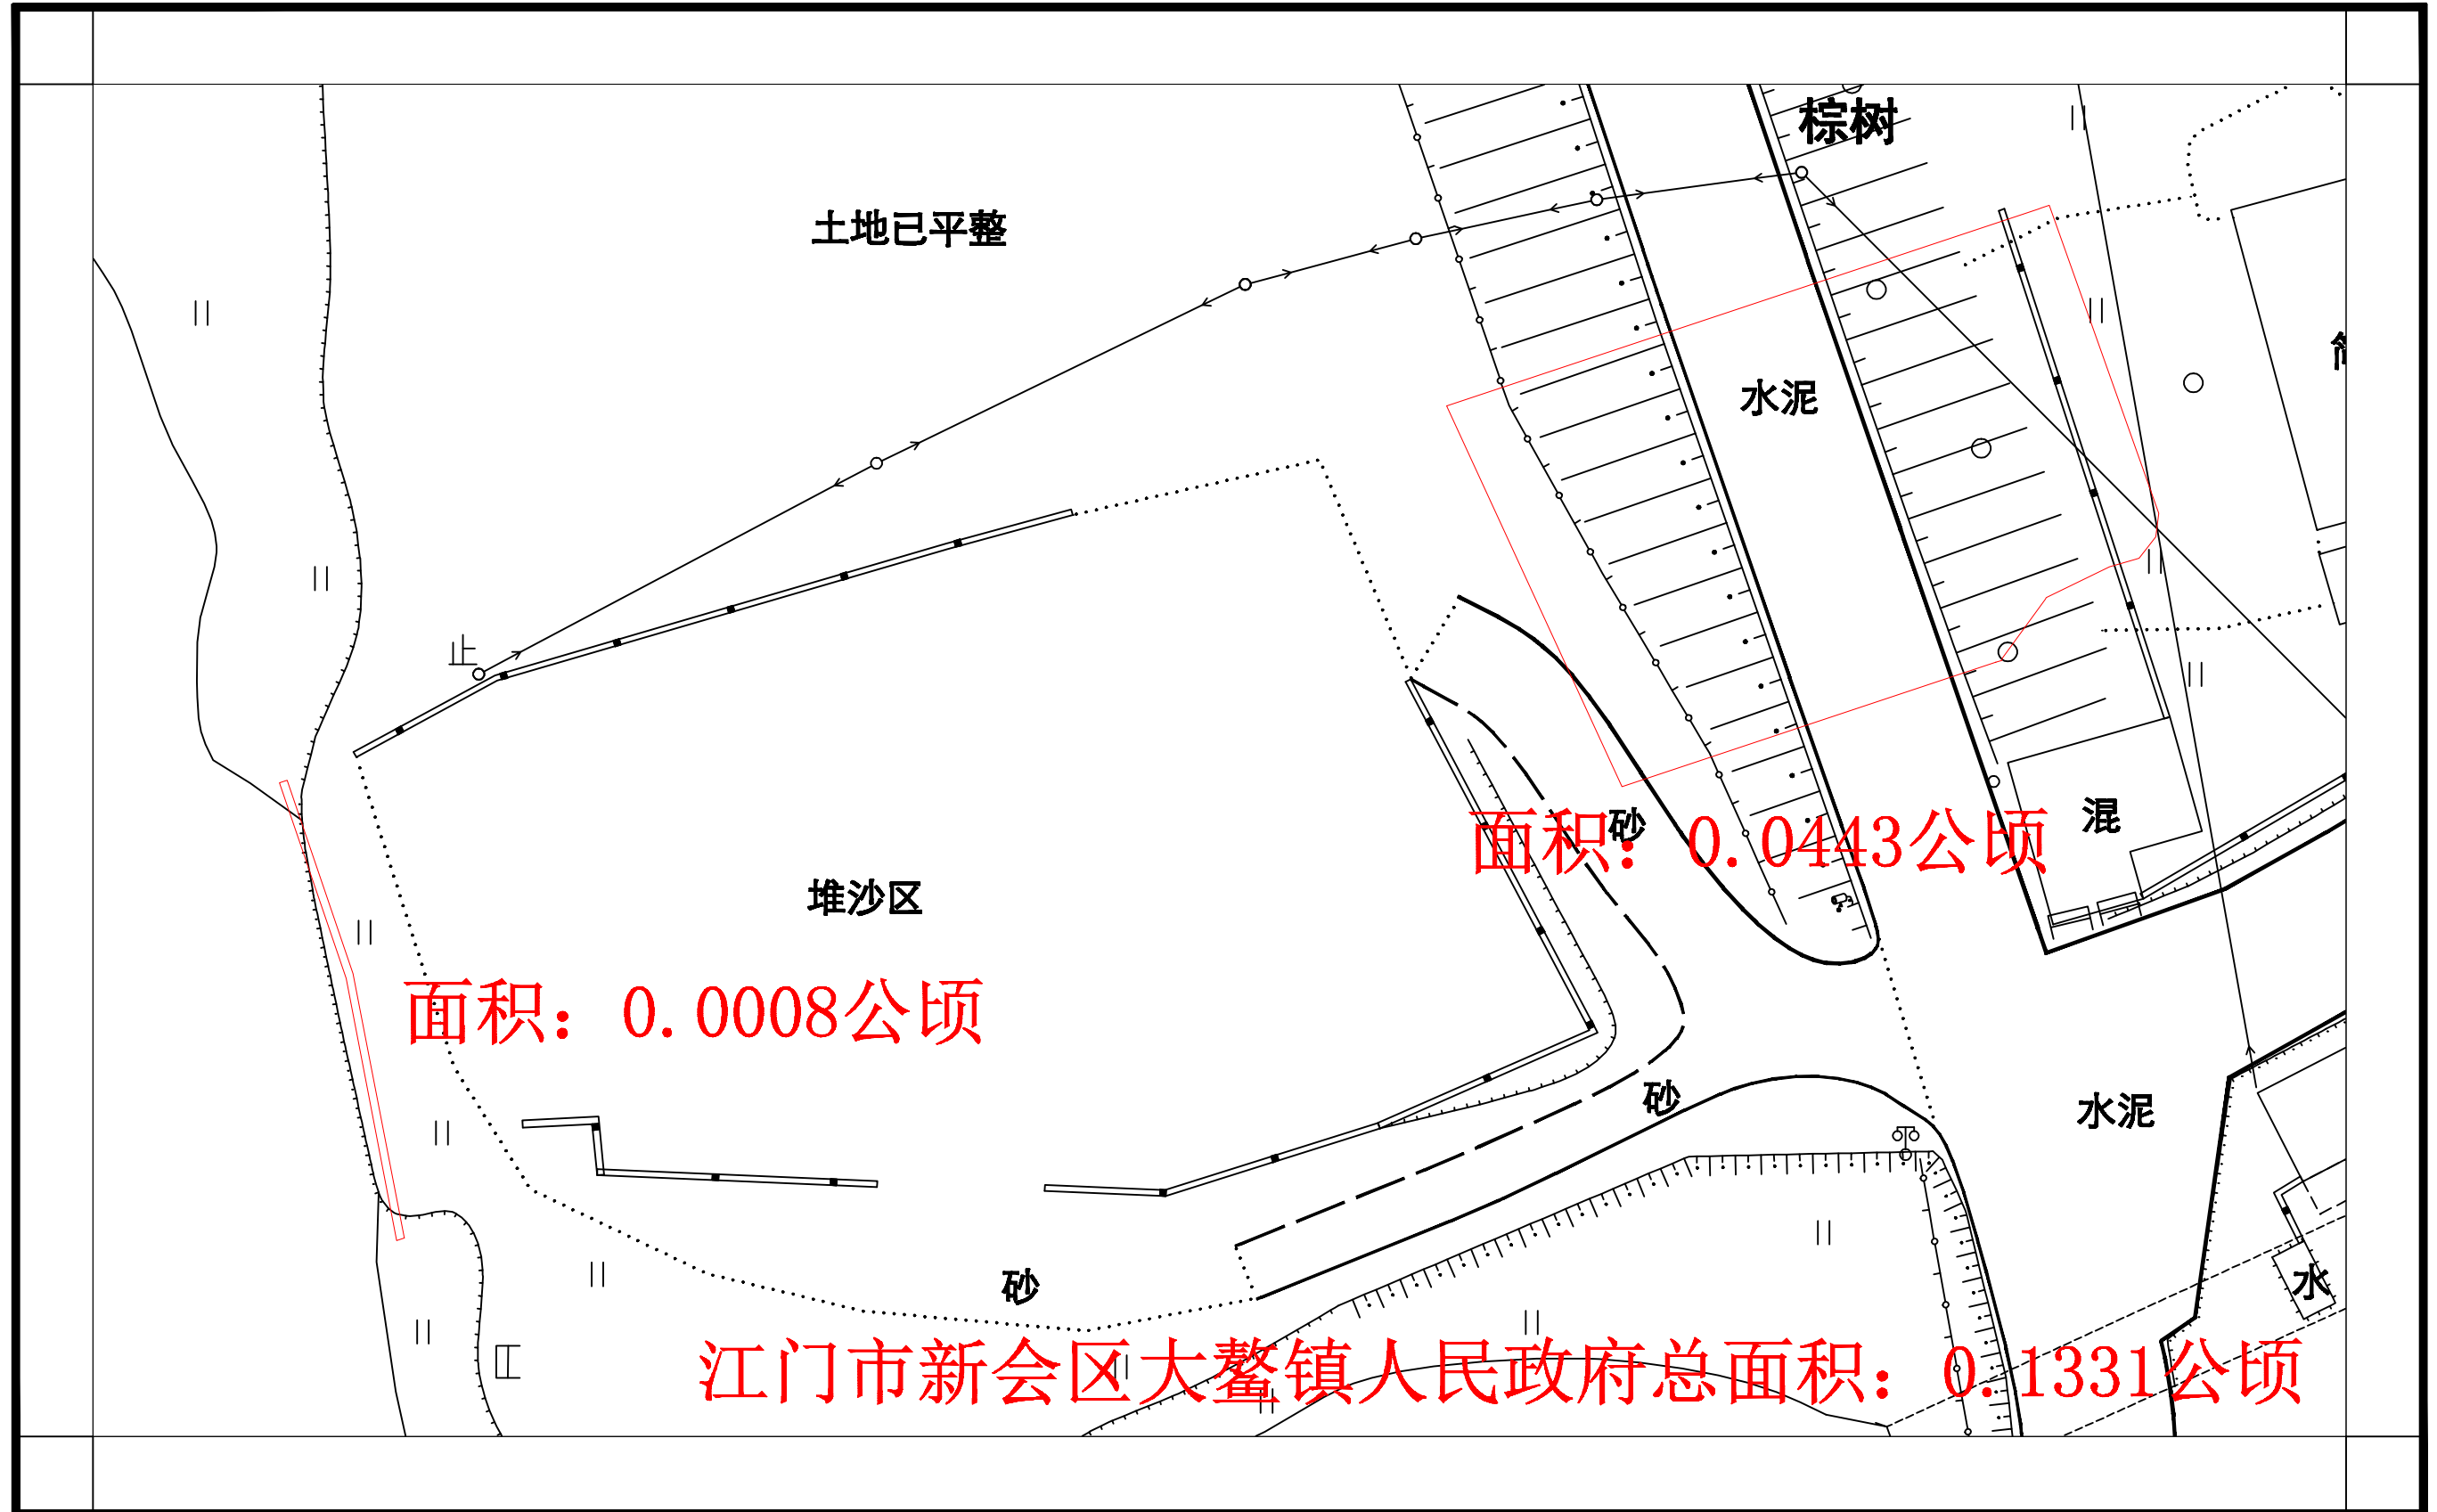 棕树
土地已平整
水泥
砂
混
面积：0.0443公顷
堆沙区
面积：0.0008公顷
砂
水泥
砂
水
江门市新会区大鳌镇人民政府总面积：0.1331公顷